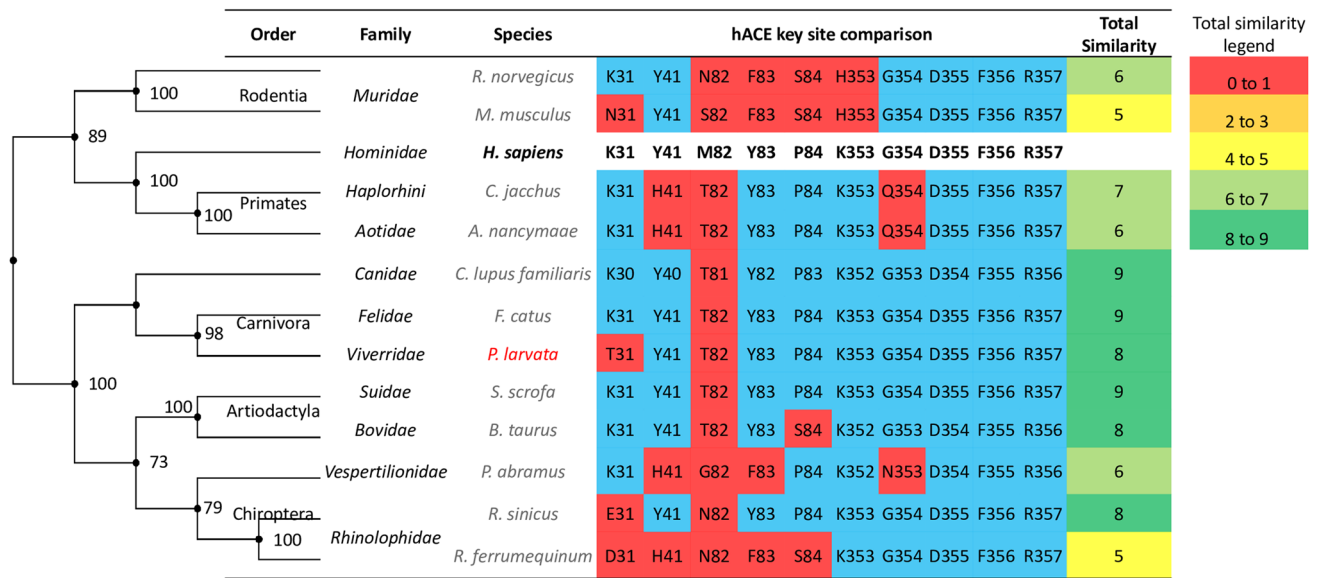 Order Family Species hACE key site comparison Total Similarity
Total similarity legend
R. norvegicus K31 Y41 N82 F83 S84 H353 G354 D355 F356 R357 6
100 Rodentia Muridae
0 to 1
M. musculus N31 Y41 S82 F83 S84 H353 G354 D355 F356 R357 5
2 to 3
89
Hominidae H. sapiens K31 Y41 M82 Y83 P84 K353 G354 D355 F356 R357
4 to 5
100
Haplorhini C. jacchus K31 H41 T82 Y83 P84 K353 Q354 D355 F356 R357 7
6 to 7
Primates
100
Aotidae A. nancymaae K31 H41 T82 Y83 P84 K353 Q354 D355 F356 R357 6
8 to 9
Canidae C. lupus familiaris K30 Y40 T81 Y82 P83 K352 G353 D354 F355 R356 9
Felidae F. catus K31 Y41 T82 Y83 P84 K353 G354 D355 F356 R357 9
98 Carnivora
Viverridae P. larvata T31 Y41 T82 Y83 P84 K353 G354 D355 F356 R357 8
100
Suidae S. scrofa K31 Y41 T82 Y83 P84 K353 G354 D355 F356 R357 9
100 Artiodactyla
Bovidae B. taurus K31 Y41 T82 Y83 S84 K352 G353 D354 F355 R356 8
73
Vespertilionidae P. abramus K31 H41 G82 F83 P84 K352 N353 D354 F355 R356 6
79 Chiroptera
R. sinicus E31 Y41 N82 Y83 P84 K353 G354 D355 F356 R357 8
100 Rhinolophidae
R. ferrumequinum D31 H41 N82 F83 S84 K353 G354 D355 F356 R357 5